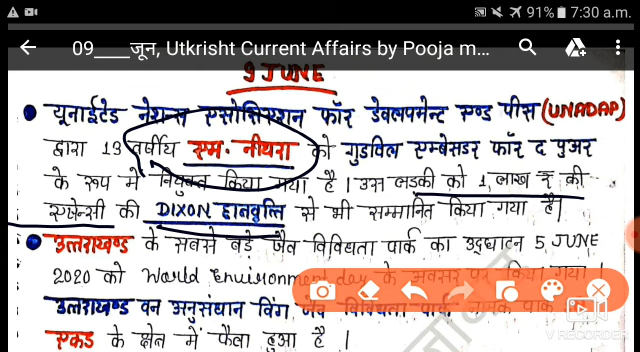 91% 7:30 a.m.
09____जून, Utkrisht Current Affairs by Pooja m...
9 JUNE
यूनाईटेड नेशन्स एसोसिएशन फॉर डेवलपमेन्ट एण्ड पीस (UNADAP)
द्वारा 13 वर्षीय एम. नीथरा को गुडविल एम्बेसडर फॉर द पुअर
के रूप में नियुक्त किया गया है। उस लडकी को 1 लाख रु की
एजेन्सी की DIXON छात्रवृत्ति से भी सम्मानित किया गया है।
उत्तराखण्ड के सबसे बडे जैव विविधता पार्क का उद्घाटन 5 JUNE
2020 को World Environment day के अवसर पर किया गया।
उत्तराखण्ड वन अनुसंधान विंग
एकड के क्षेत्र में फैला हुआ है।
V RECORDER